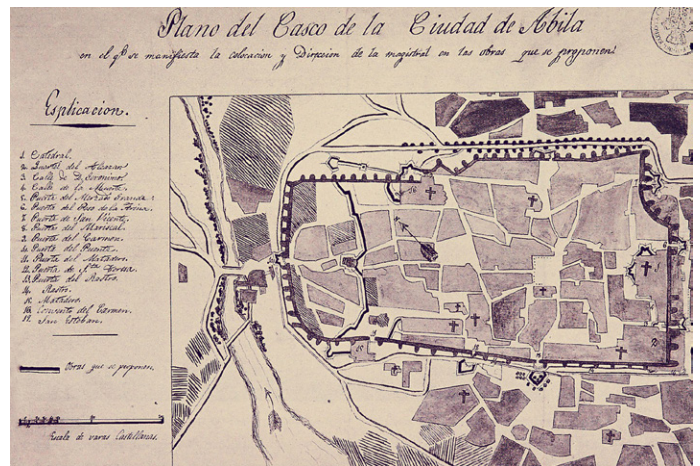 Plano del Casco de la Ciudad de Abila
en el qe se manifiesta la colocacion y Direccion de la magistral en las obras que se proponen.
Esplicacion.
1 Catedral.
2 Puerta del Alcazar
3 Calle de S. Geronimo.
4 Calle de la Muerte.
5 Puerta del Mercado Grande
6 Puerta del Peso de la Arina.
7 Puerta de San Vicente.
8 Puerta del Mariscal.
9 Puerta del Carmen.
10 Puerta del Puente.
11 Puerta del Matadero.
12 Puerta de Sta
13 Puerta del Rastro.
14 Rastro.
15 Matadero.
16 Convento del Carmen.
17 San Esteban.
Obras que se proponen.
Escala de varas Castellanas.